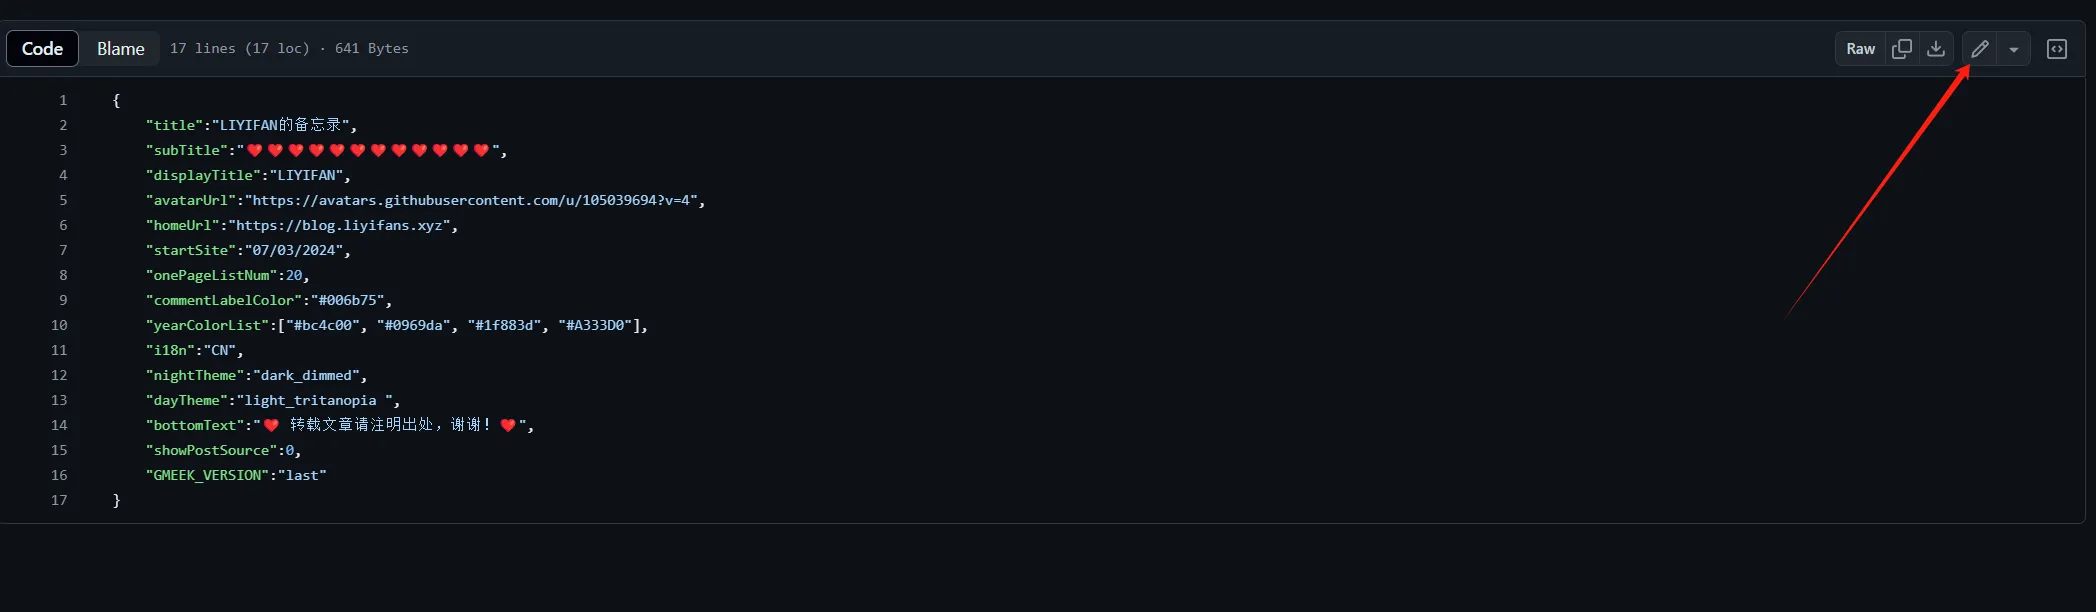 Code Blame 17 lines (17 loc) · 641 Bytes Raw
1 {
2 "title":"LIYIFAN的备忘录",
3 "subTitle":"❤️❤️❤️❤️❤️❤️❤️❤️❤️❤️❤️❤️",
4 "displayTitle":"LIYIFAN",
5 "avatarUrl":"https://avatars.githubusercontent.com/u/105039694?v=4",
6 "homeUrl":"https://blog.liyifans.xyz",
7 "startSite":"07/03/2024",
8 "onePageListNum":20,
9 "commentLabelColor":"#006b75",
10 "yearColorList":["#bc4c00", "#0969da", "#1f883d", "#A333D0"],
11 "i18n":"CN",
12 "nightTheme":"dark_dimmed",
13 "dayTheme":"light_tritanopia ",
14 "bottomText":"❤️ 转载文章请注明出处，谢谢！❤️",
15 "showPostSource":0,
16 "GMEEK_VERSION":"last"
17 }